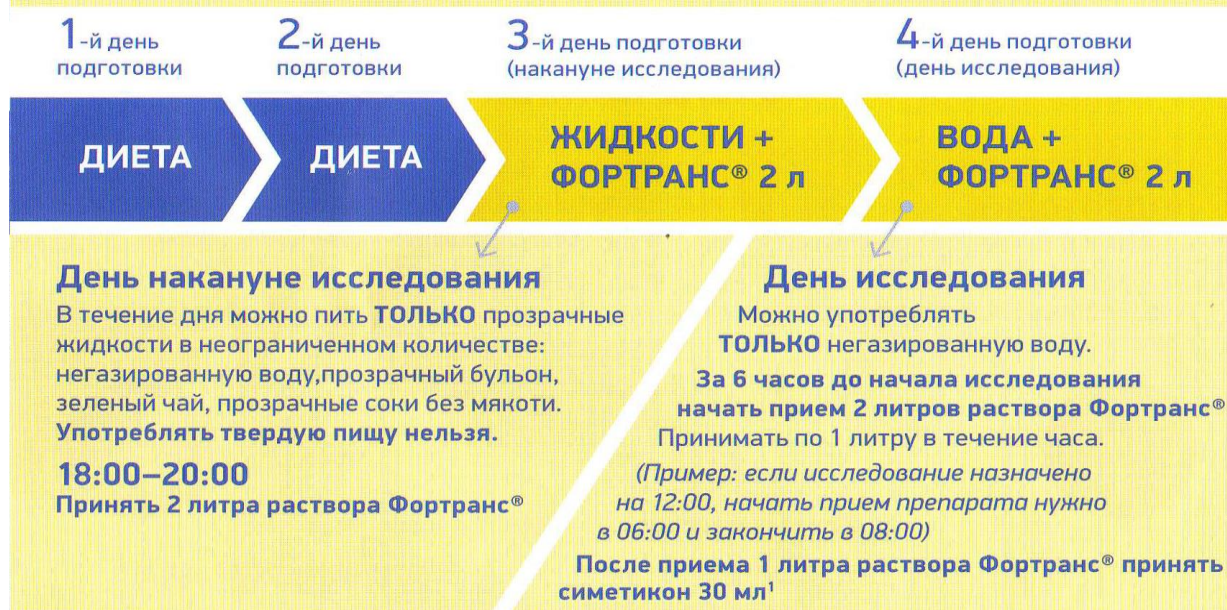 1-й день
подготовки
2-й день
подготовки
3-й день подготовки
(накануне исследования)
4-й день подготовки
(день исследования)
ДИЕТА
ДИЕТА
ЖИДКОСТИ +
ФОРТРАНС® 2 л
ВОДА +
ФОРТРАНС® 2 л
День накануне исследования
В течение дня можно пить ТОЛЬКО прозрачные
жидкости в неограниченном количестве:
негазированную воду,прозрачный бульон,
зеленый чай, прозрачные соки без мякоти.
Употреблять твердую пищу нельзя.
18:00–20:00
Принять 2 литра раствора Фортранс®
День исследования
Можно употреблять
ТОЛЬКО негазированную воду.
За 6 часов до начала исследования
начать прием 2 литров раствора Фортранс®
Принимать по 1 литру в течение часа.
(Пример: если исследование назначено
на 12:00, начать прием препарата нужно
в 06:00 и закончить в 08:00)
После приема 1 литра раствора Фортранс® принять
симетикон 30 мл¹